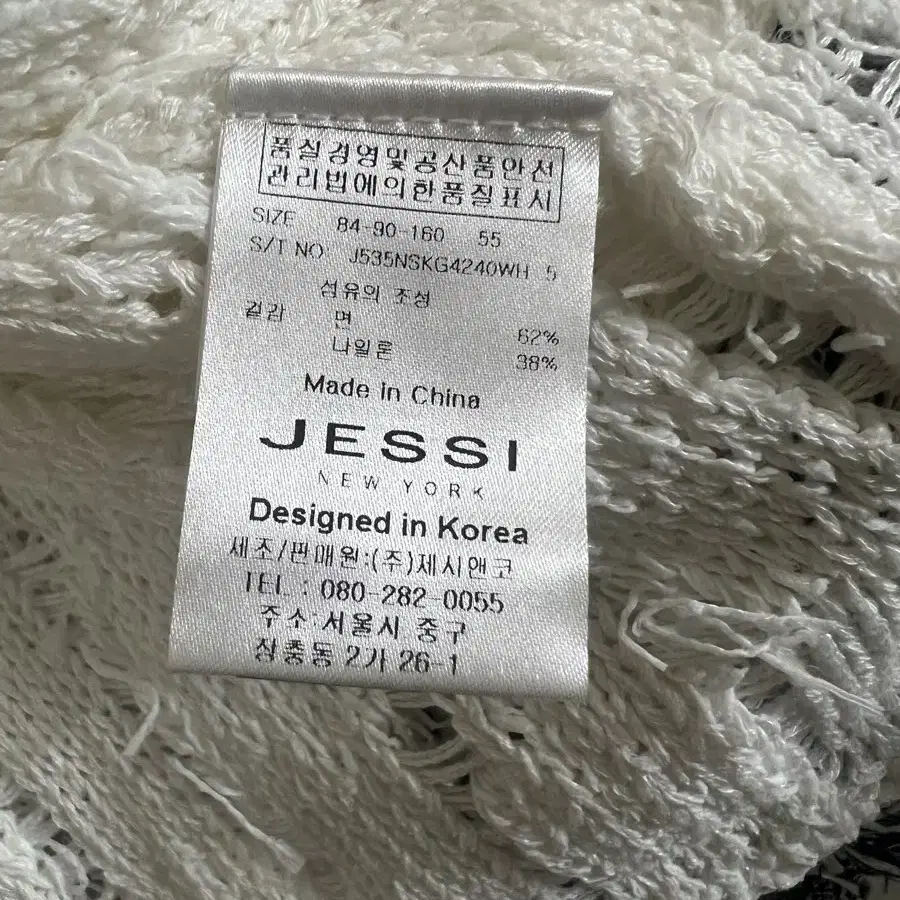 품질경영및공산품안전
관리법에의한품질표시
SIZE 84-90-160 55
S/T NO J535NSKG4240WH 5
섬유의 조성
겉감 면 62%
나일론 38%
Made in China
JESSI
NEW YORK
Designed in Korea
제조/판매원:(주)제시앤코
TEL : 080-282-0055
주소:서울시 중구
장충동 2가 26-1